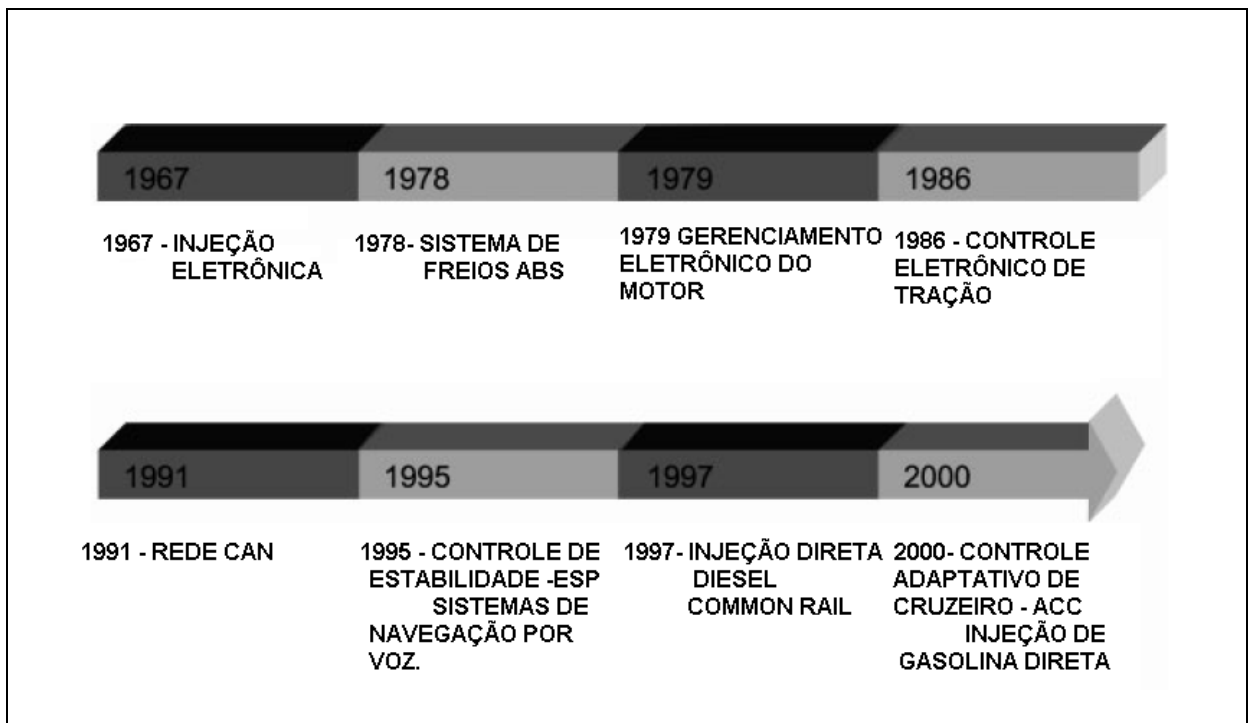 1967 1978 1979 1986
1967 - INJEÇÃO
ELETRÔNICA
1978- SISTEMA DE
FREIOS ABS
1979 GERENCIAMENTO
ELETRÔNICO DO
MOTOR
1986 - CONTROLE
ELETRÔNICO DE
TRAÇÃO
1991 1995 1997 2000
1991 - REDE CAN
1995 - CONTROLE DE
ESTABILIDADE -ESP
SISTEMAS DE
NAVEGAÇÃO POR
VOZ.
1997- INJEÇÃO DIRETA
DIESEL
COMMON RAIL
2000- CONTROLE
ADAPTATIVO DE
CRUZEIRO - ACC
INJEÇÃO DE
GASOLINA DIRETA